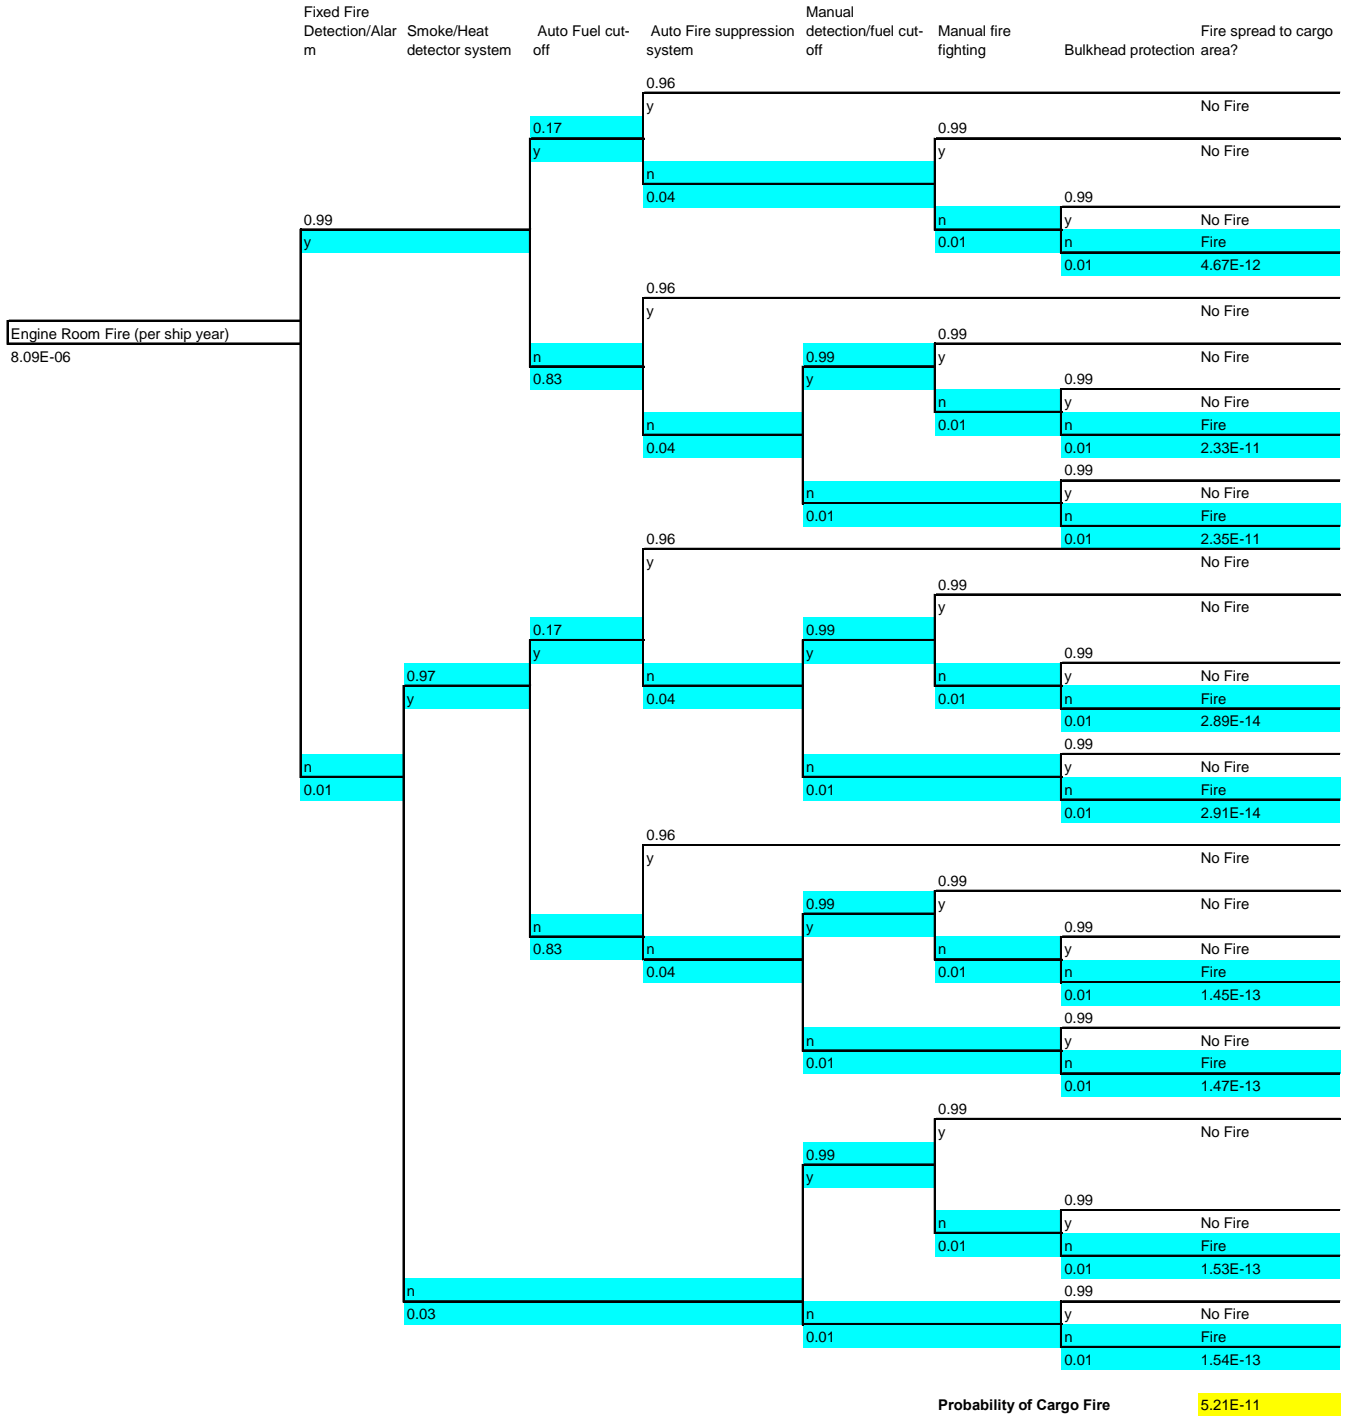 Fixed Fire
Detection/Alar
m
Smoke/Heat
detector system
Auto Fuel cut-
off
Auto Fire suppression
system
Manual
detection/fuel cut-
off
Manual fire
fighting
Bulkhead protection
Fire spread to cargo
area?
0.96
y No Fire
0.17 0.99
y y No Fire
n
0.04 0.99
0.99 n y No Fire
y 0.01 n Fire
0.01 4.67E-12
0.96
y No Fire
Engine Room Fire (per ship year) 0.99
8.09E-06 n 0.99 y No Fire
0.83 y 0.99
n y No Fire
n 0.01 n Fire
0.04 0.01 2.33E-11
0.99
n y No Fire
0.01 n Fire
0.96 0.01 2.35E-11
y No Fire
0.99
y No Fire
0.17 0.99
y y 0.99
0.97 n n y No Fire
y 0.04 0.01 n Fire
0.01 2.89E-14
0.99
n n y No Fire
0.01 0.01 n Fire
0.01 2.91E-14
0.96
y No Fire
0.99
0.99 y No Fire
n y 0.99
0.83 n n y No Fire
0.04 0.01 n Fire
0.01 1.45E-13
0.99
n y No Fire
0.01 n Fire
0.01 1.47E-13
0.99
y No Fire
0.99
y 0.99
n y No Fire
0.01 n Fire
0.01 1.53E-13
n 0.99
0.03 n y No Fire
0.01 n Fire
0.01 1.54E-13
Probability of Cargo Fire 5.21E-11